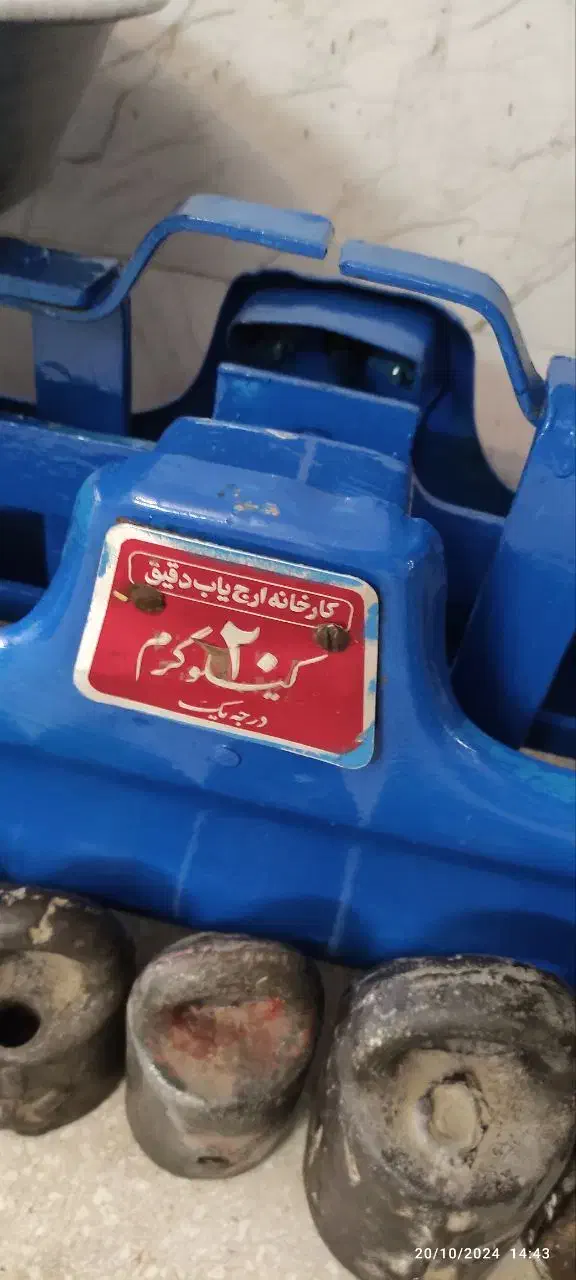 کارخانه ارج یاب دقیق
۲۰
کیلوگرم
درجه یک
20/10/2024 14:43